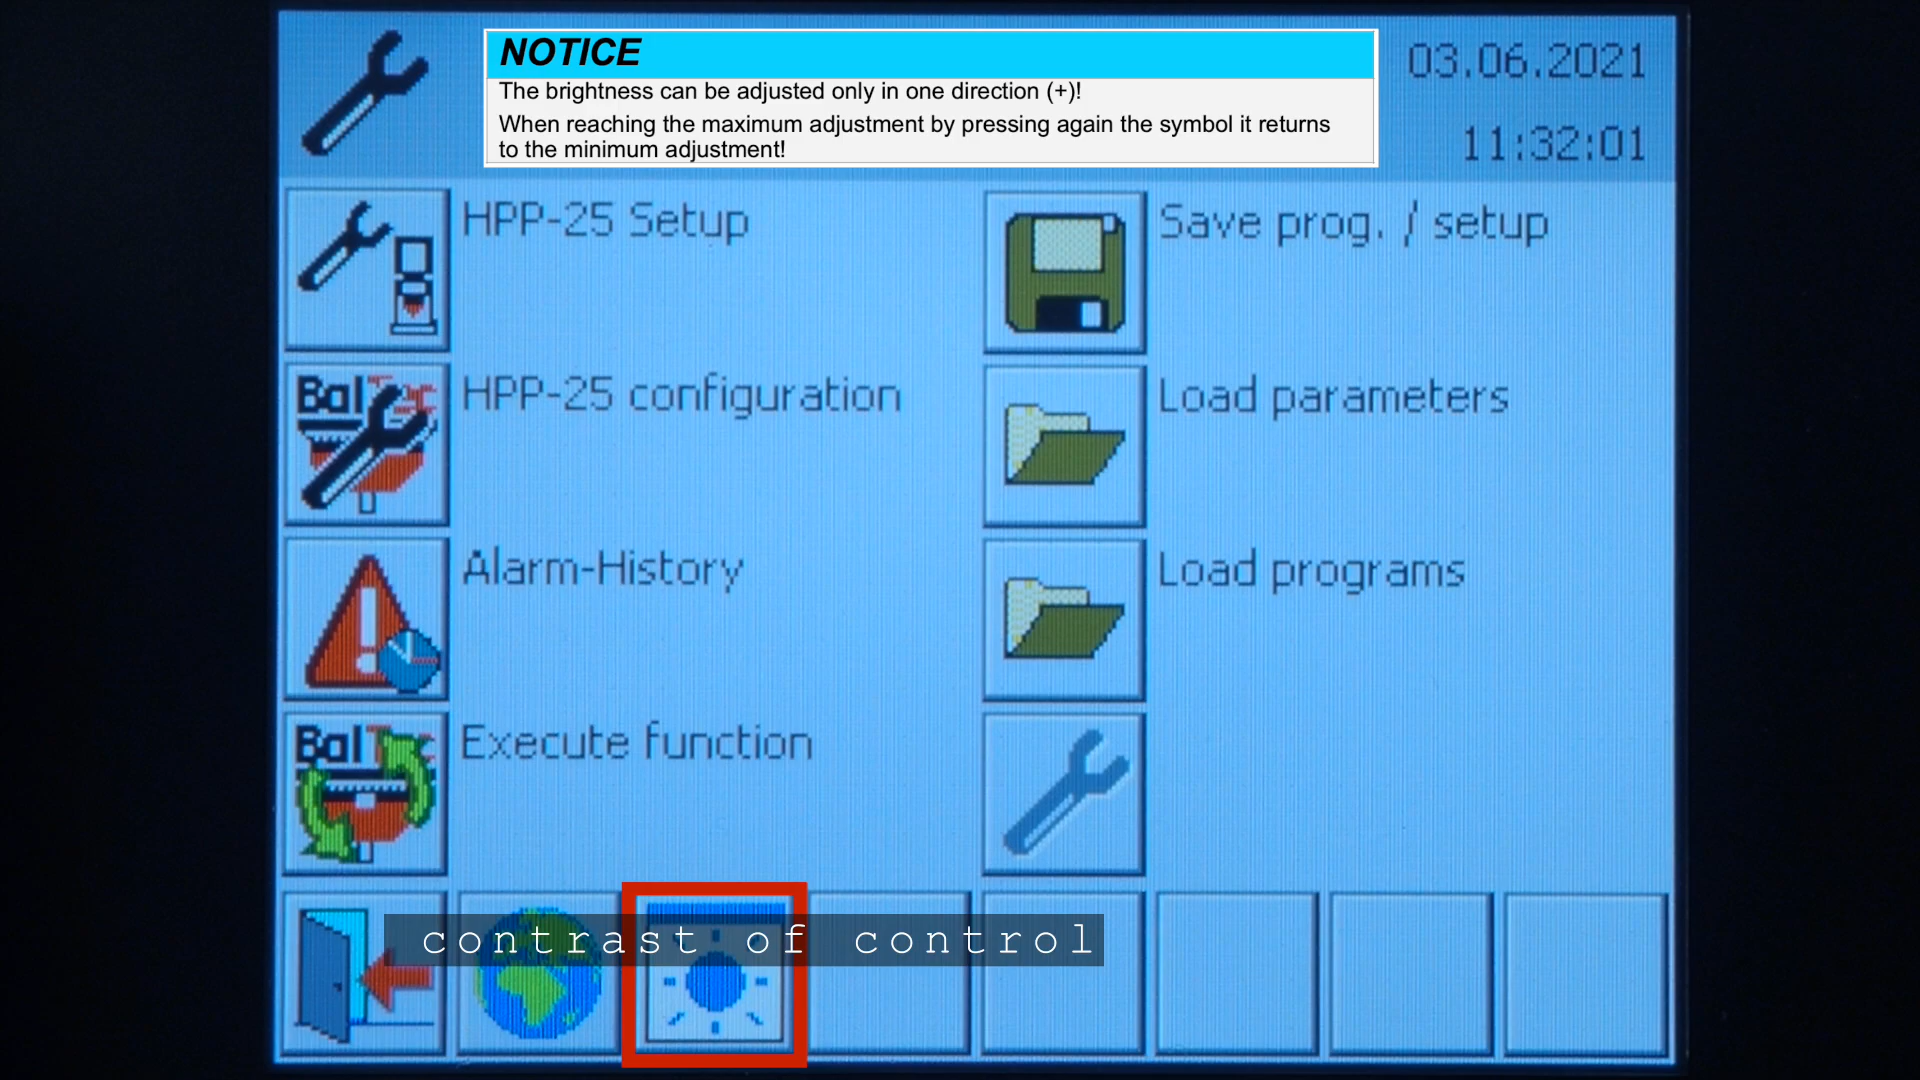 NOTICE
The brightness can be adjusted only in one direction (+)!
When reaching the maximum adjustment by pressing again the symbol it returns
to the minimum adjustment!
03.06.2021
11:32:01
HPP-25 Setup
Save prog. / setup
Bal
HPP-25 configuration
Load parameters
Alarm-History
Load programs
Bal
Execute function
contrast of control